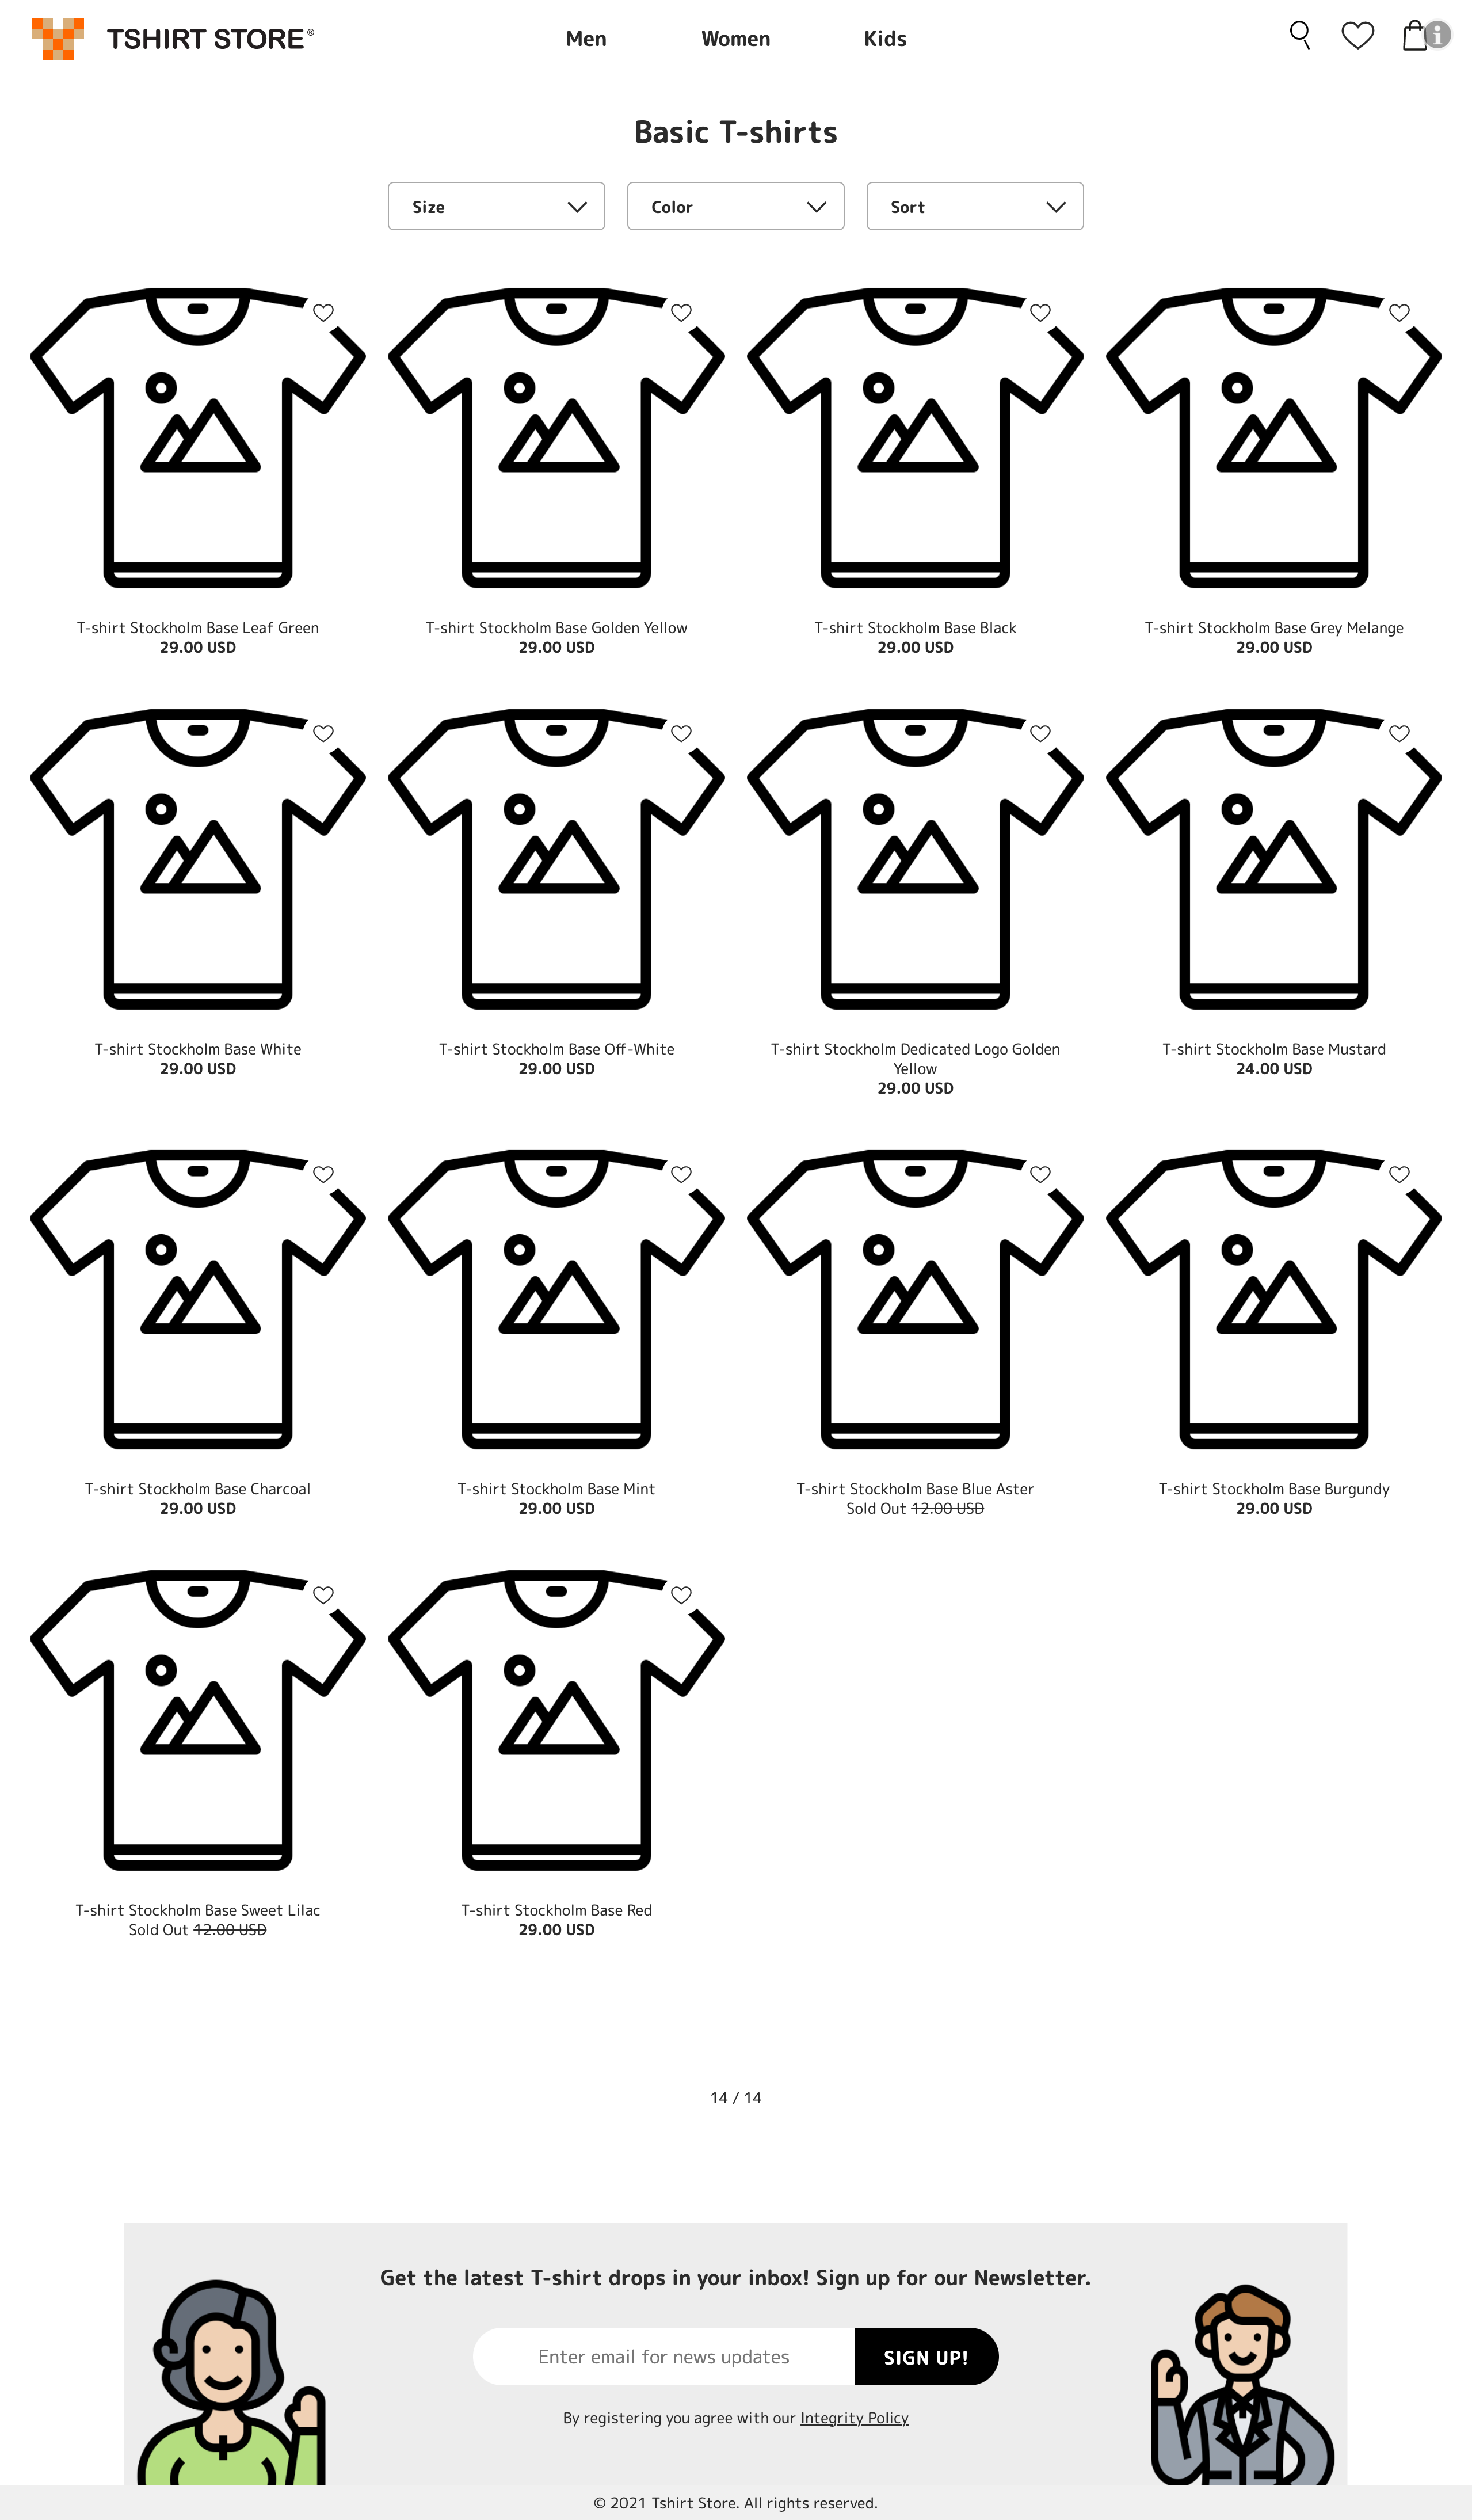 TSHIRT STORE®
Men Women Kids
Basic T-shirts
Size Color Sort
T-shirt Stockholm Base Leaf Green
29.00 USD
T-shirt Stockholm Base Golden Yellow
29.00 USD
T-shirt Stockholm Base Black
29.00 USD
T-shirt Stockholm Base Grey Melange
29.00 USD
T-shirt Stockholm Base White
29.00 USD
T-shirt Stockholm Base Off-White
29.00 USD
T-shirt Stockholm Dedicated Logo Golden
Yellow
29.00 USD
T-shirt Stockholm Base Mustard
24.00 USD
T-shirt Stockholm Base Charcoal
29.00 USD
T-shirt Stockholm Base Mint
29.00 USD
T-shirt Stockholm Base Blue Aster
Sold Out 12.00 USD
T-shirt Stockholm Base Burgundy
29.00 USD
T-shirt Stockholm Base Sweet Lilac
Sold Out 12.00 USD
T-shirt Stockholm Base Red
29.00 USD
14 / 14
Get the latest T-shirt drops in your inbox! Sign up for our Newsletter.
Enter email for news updates SIGN UP!
By registering you agree with our Integrity Policy
© 2021 Tshirt Store. All rights reserved.